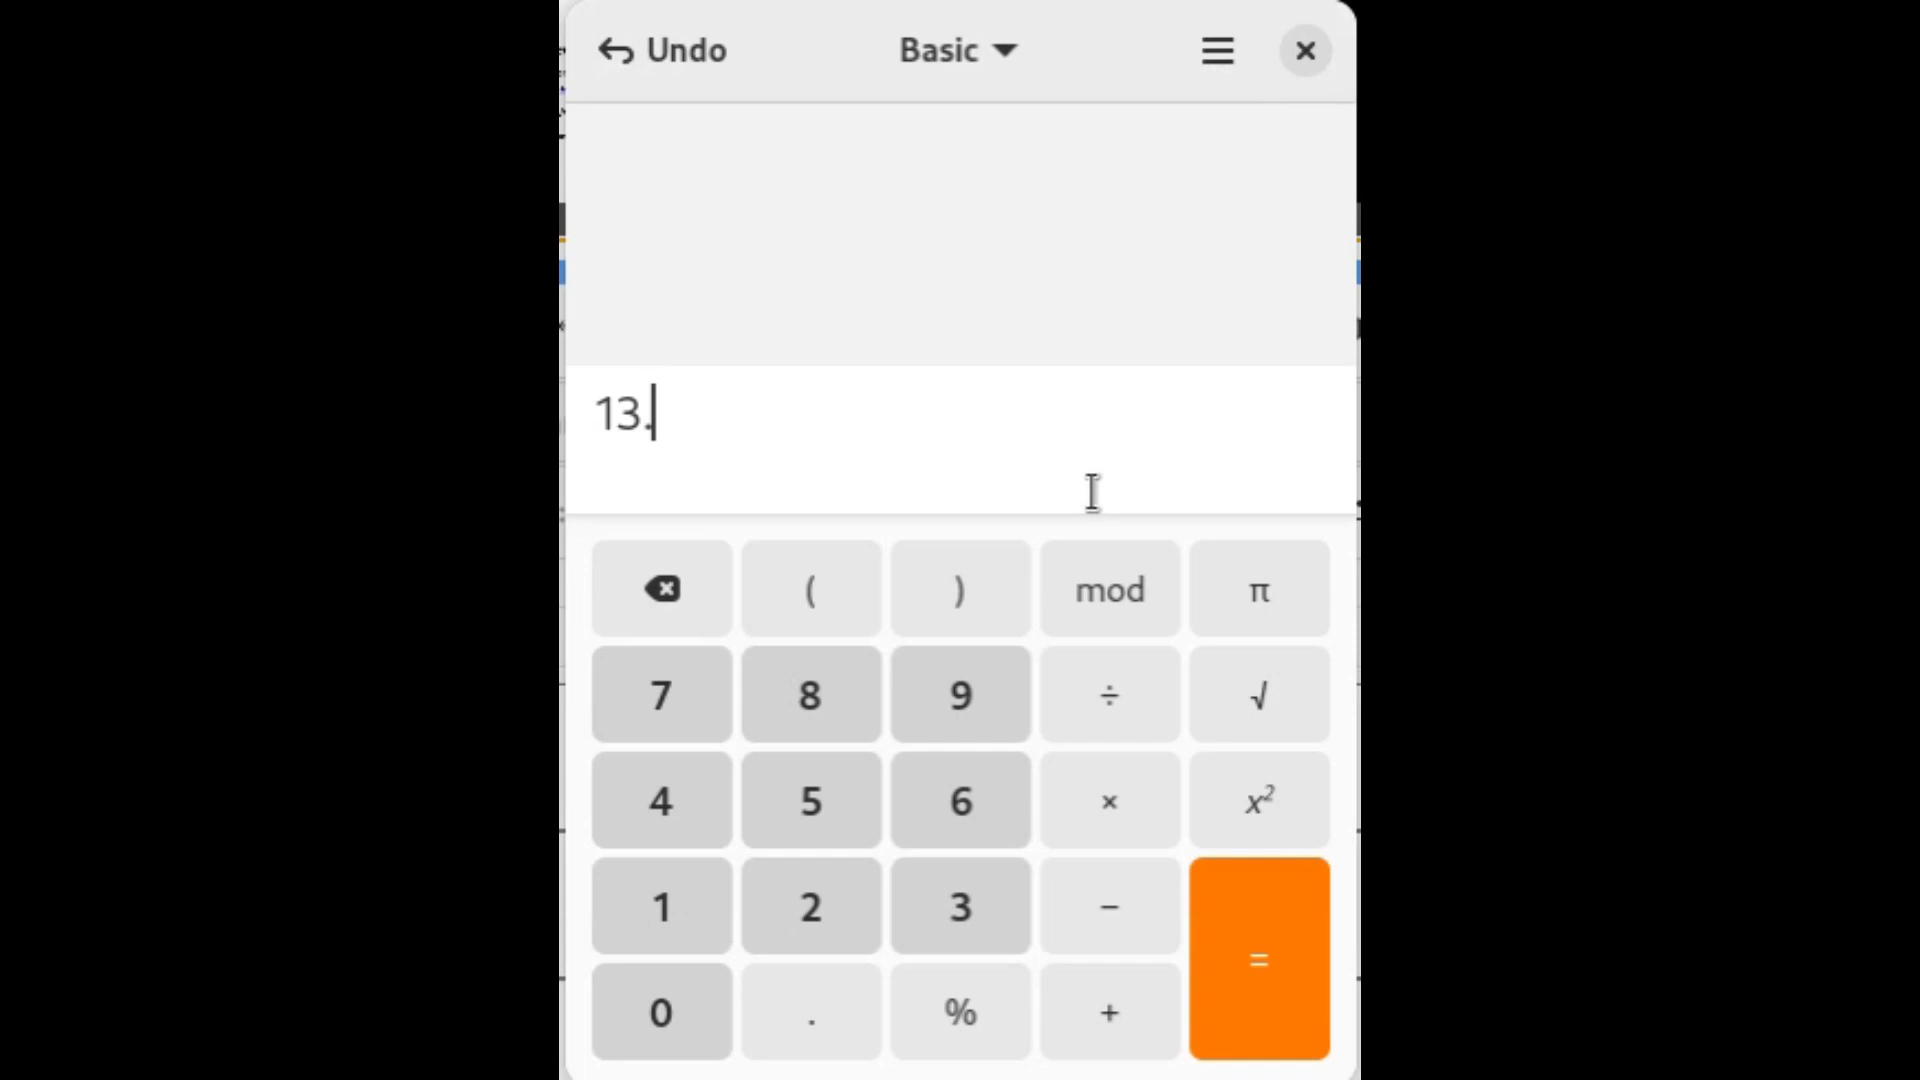 Undo Basic
13.
( ) mod π
7 8 9 ÷ √
4 5 6 × x²
1 2 3 −
=
0 . % +